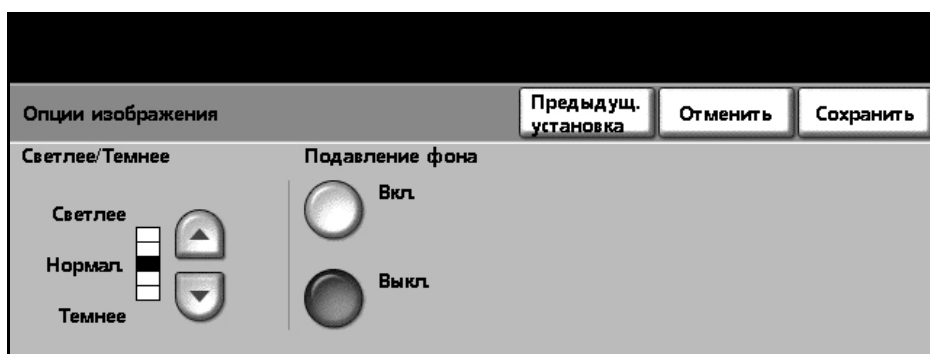 Опции изображения
Предыдущ.
установка
Отменить
Сохранить
Светлее/Темнее
Светлее
Нормал.
Темнее
Подавление фона
Вкл.
Выкл.